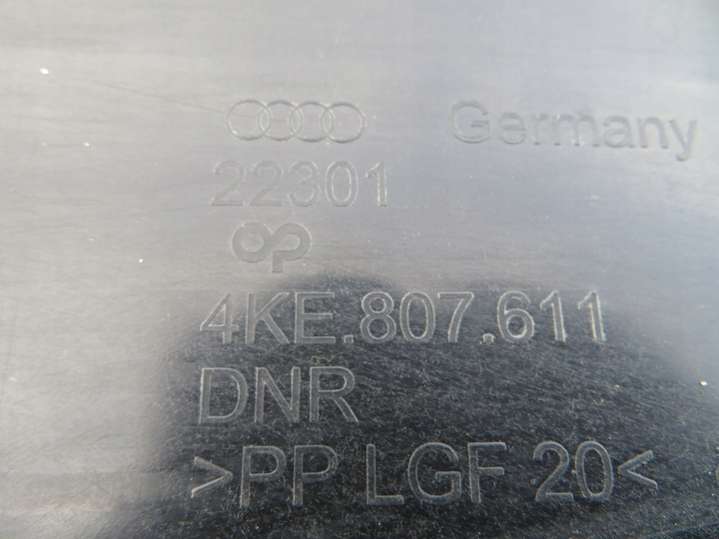 Germany
22301
4KE.807.611
DNR
>PP LGF 20<